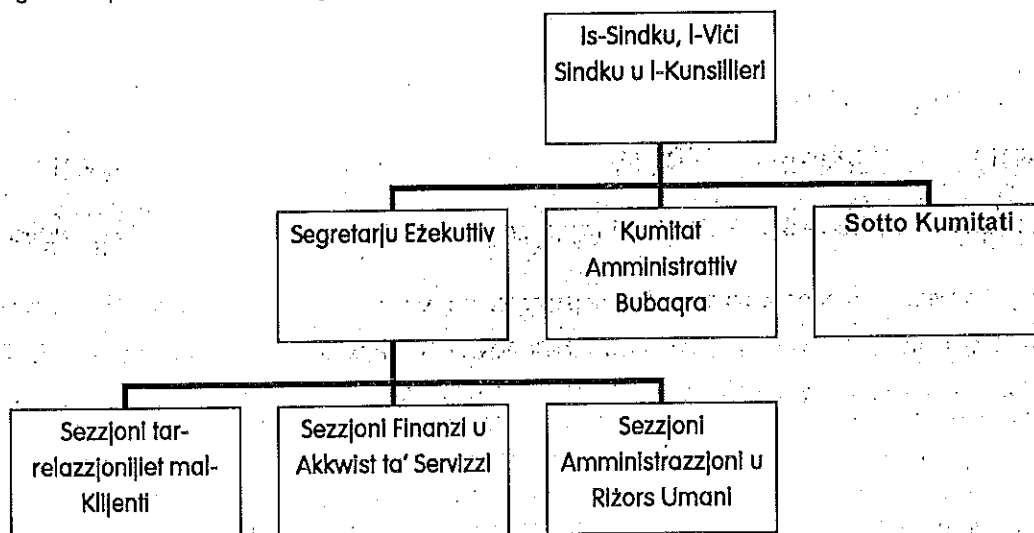 Is-Sindku, l-Viċi
Sindku u l-Kunsillieri
Segretarju Eżekuttiv
Kumitat
Amministrattiv
Bubaqra
Sotto Kumitati
Sezzjoni tar-
relazzjonijiet mal-
Klijenti
Sezzjoni Finanzi u
Akkwist ta' Servizzi
Sezzjoni
Amministrazzjoni u
Riżors Umani